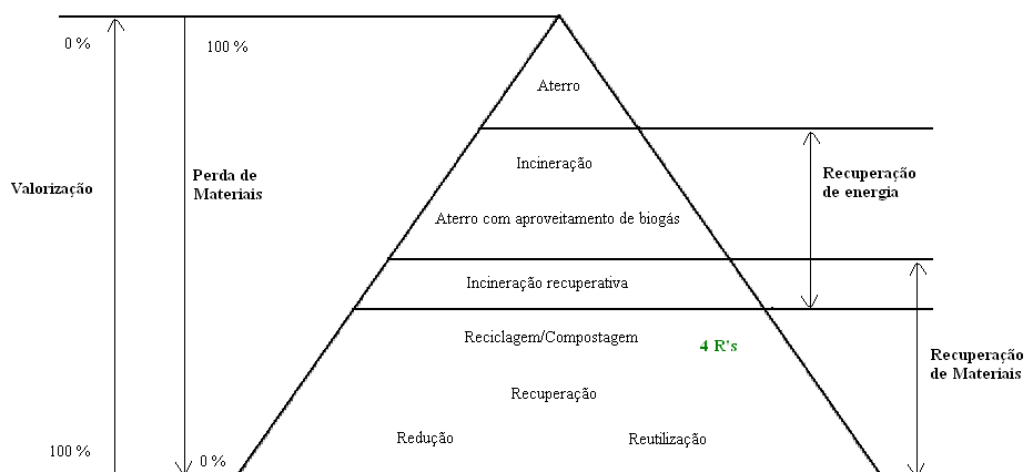 0 %
100 %
Aterro
Incineração
Valorização
Perda de
Materiais
Recuperação
de energia
Aterro com aproveitamento de biogás
Incineração recuperativa
Reciclagem/Compostagem
4 R's
Recuperação
de Materiais
Recuperação
Redução
Reutilização
100 %
0 %